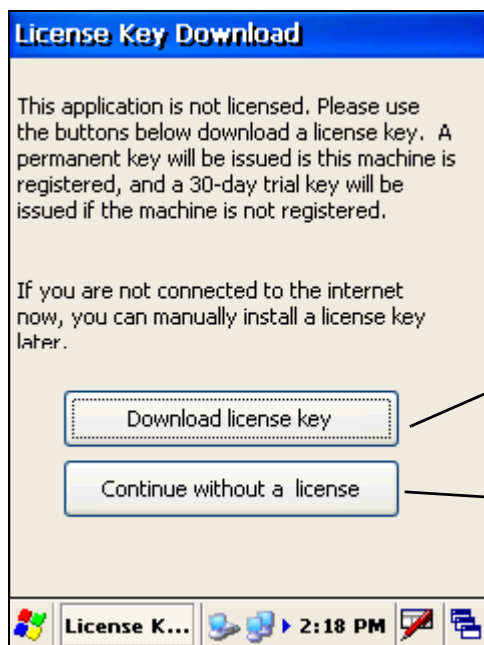 License Key Download
This application is not licensed. Please use
the buttons below download a license key. A
permanent key will be issued is this machine is
registered, and a 30-day trial key will be
issued if the machine is not registered.
If you are not connected to the internet
now, you can manually install a license key
later.
Download license key
Continue without a license
License K... 2:18 PM